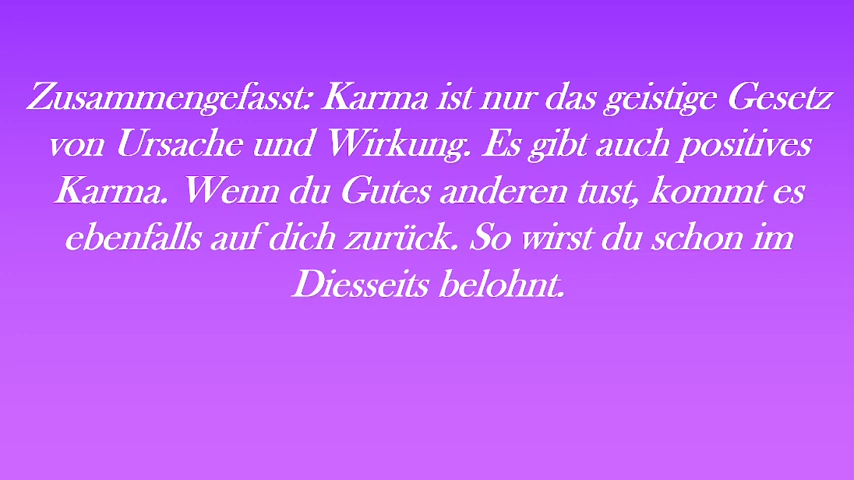 Zusammengefasst: Karma ist nur das geistige Gesetz
von Ursache und Wirkung. Es gibt auch positives
Karma. Wenn du Gutes anderen tust, kommt es
ebenfalls auf dich zurück. So wirst du schon im
Diesseits belohnt.